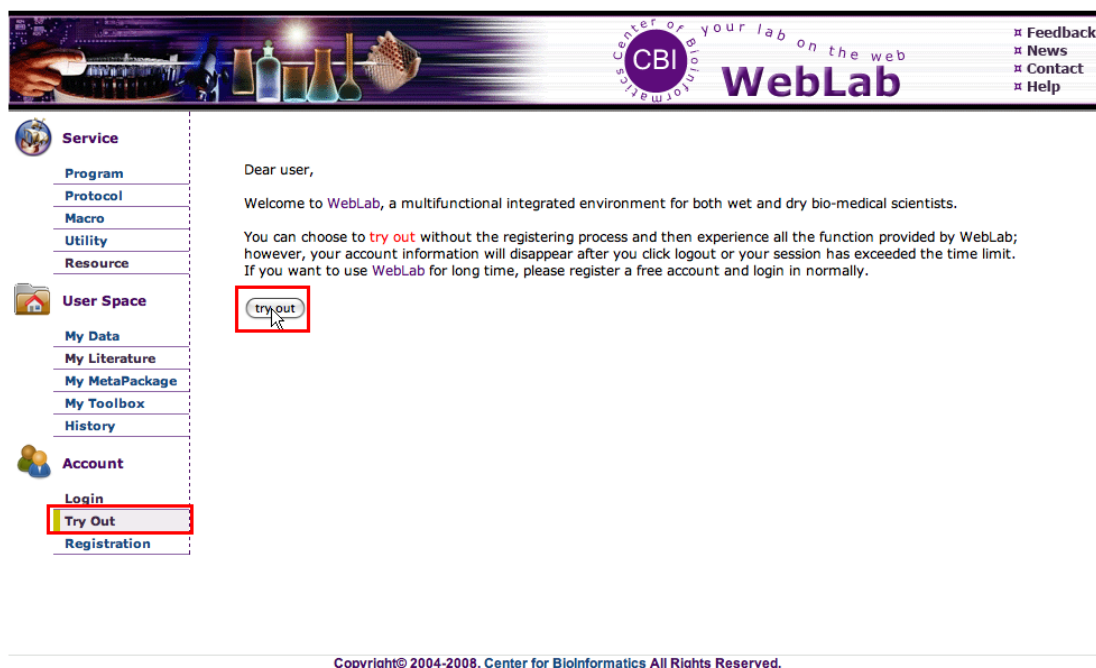 Center of Bioinformatics
CBI
your lab on the web
WebLab
¤ Feedback
¤ News
¤ Contact
¤ Help
Service
Program
Protocol
Macro
Utility
Resource
User Space
My Data
My Literature
My MetaPackage
My Toolbox
History
Account
Login
Try Out
Registration
Dear user,
Welcome to WebLab, a multifunctional integrated environment for both wet and dry bio-medical scientists.
You can choose to try out without the registering process and then experience all the function provided by WebLab;
however, your account information will disappear after you click logout or your session has exceeded the time limit.
If you want to use WebLab for long time, please register a free account and login in normally.
try out
Copyright© 2004-2008. Center for BioInformatics All Rights Reserved.